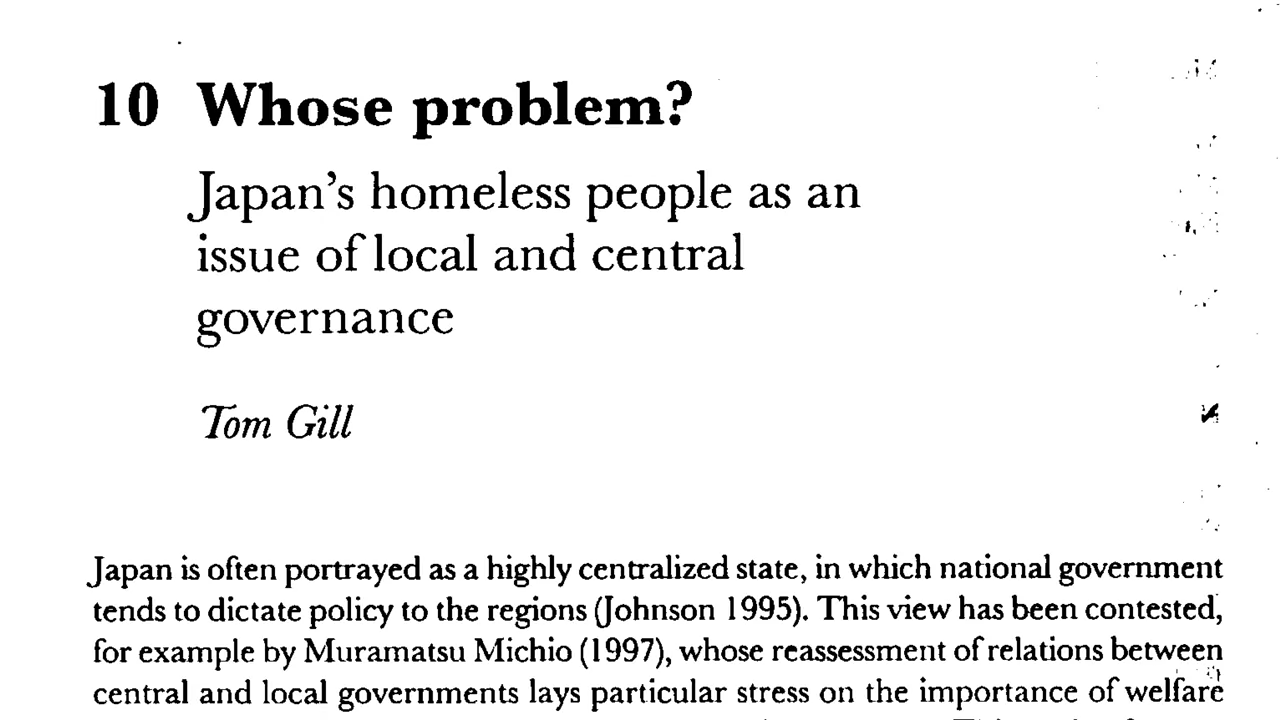 10 Whose problem?
Japan's homeless people as an
issue of local and central
governance
Tom Gill
Japan is often portrayed as a highly centralized state, in which national government
tends to dictate policy to the regions (Johnson 1995). This view has been contested,
for example by Muramatsu Michio (1997), whose reassessment of relations between
central and local governments lays particular stress on the importance of welfare